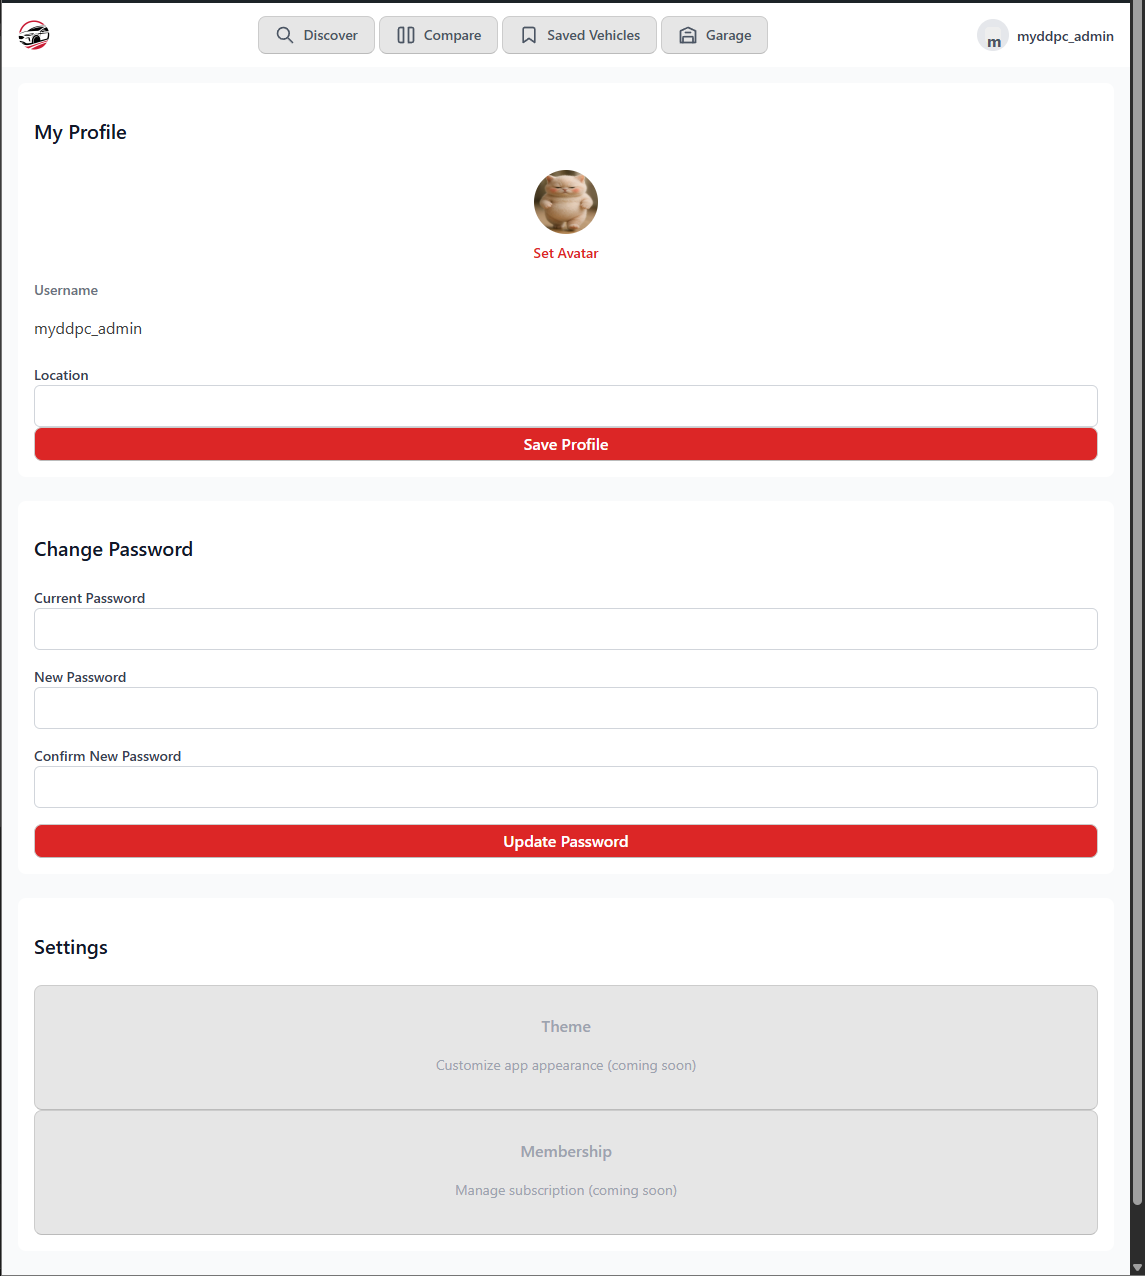 Discover
Compare
Saved Vehicles
Garage
m
myddpc_admin
My Profile
Set Avatar
Username
myddpc_admin
Location
Save Profile
Change Password
Current Password
New Password
Confirm New Password
Update Password
Settings
Theme
Customize app appearance (coming soon)
Membership
Manage subscription (coming soon)